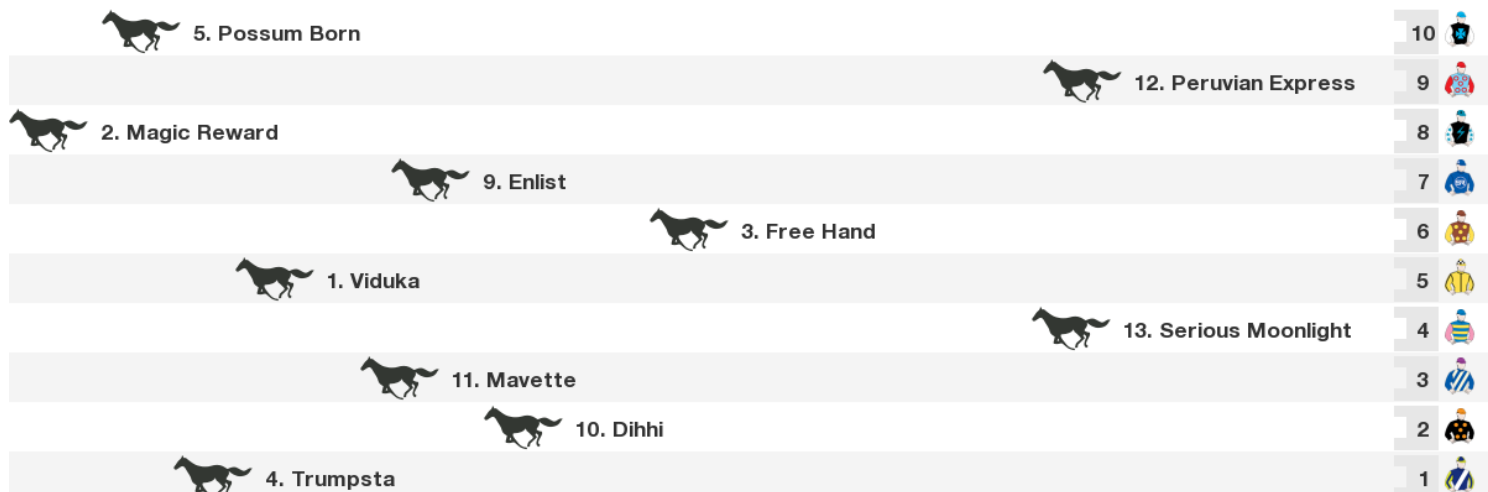 5. Possum Born 10
12. Peruvian Express 9
2. Magic Reward 8
9. Enlist 7
3. Free Hand 6
1. Viduka 5
13. Serious Moonlight 4
11. Mavette 3
10. Dihhi 2
4. Trumpsta 1